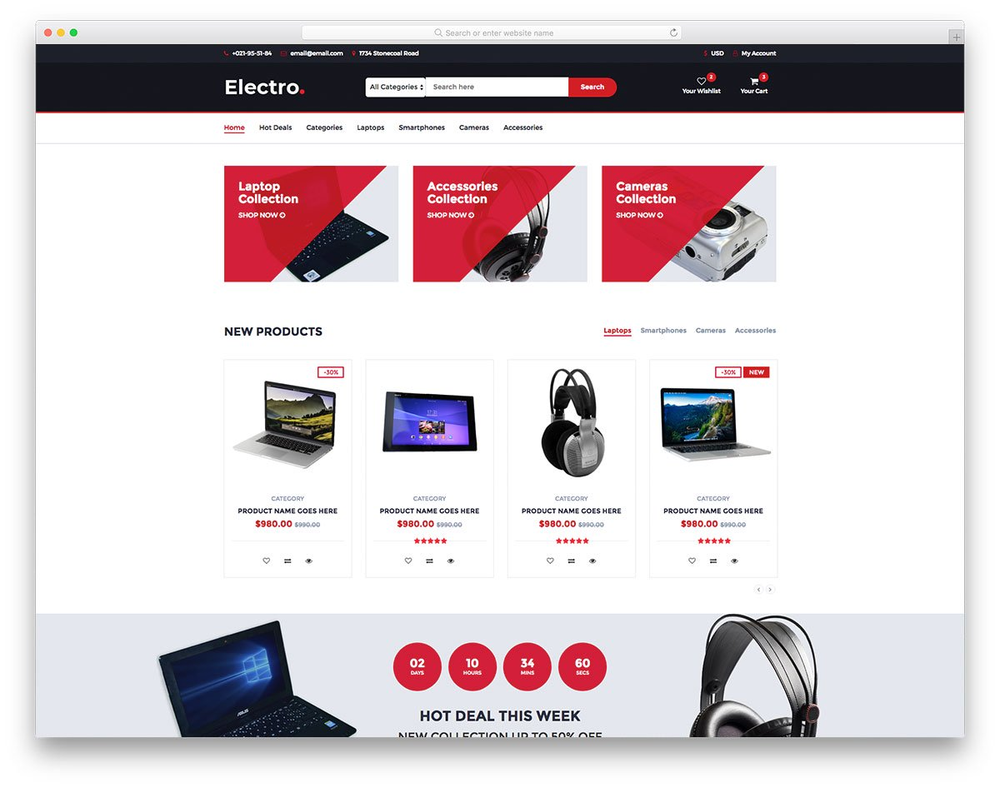 Search or enter website name
+021-95-51-84 email@email.com 1734 Stonecoal Road USD My Account
Electro.
All Categories Search here Search
2 3
Your Wishlist Your Cart
Home Hot Deals Categories Laptops Smartphones Cameras Accessories
Laptop
Collection
SHOP NOW
Accessories
Collection
SHOP NOW
Cameras
Collection
SHOP NOW
NEW PRODUCTS
Laptops Smartphones Cameras Accessories
-30%
CATEGORY
PRODUCT NAME GOES HERE
$980.00 $990.00
CATEGORY
PRODUCT NAME GOES HERE
$980.00 $990.00
CATEGORY
PRODUCT NAME GOES HERE
$980.00 $990.00
-30% NEW
CATEGORY
PRODUCT NAME GOES HERE
$980.00 $990.00
02
DAYS
10
HOURS
34
MINS
60
SECS
ASUS
HOT DEAL THIS WEEK
NEW COLLECTION UP TO 50% OFF